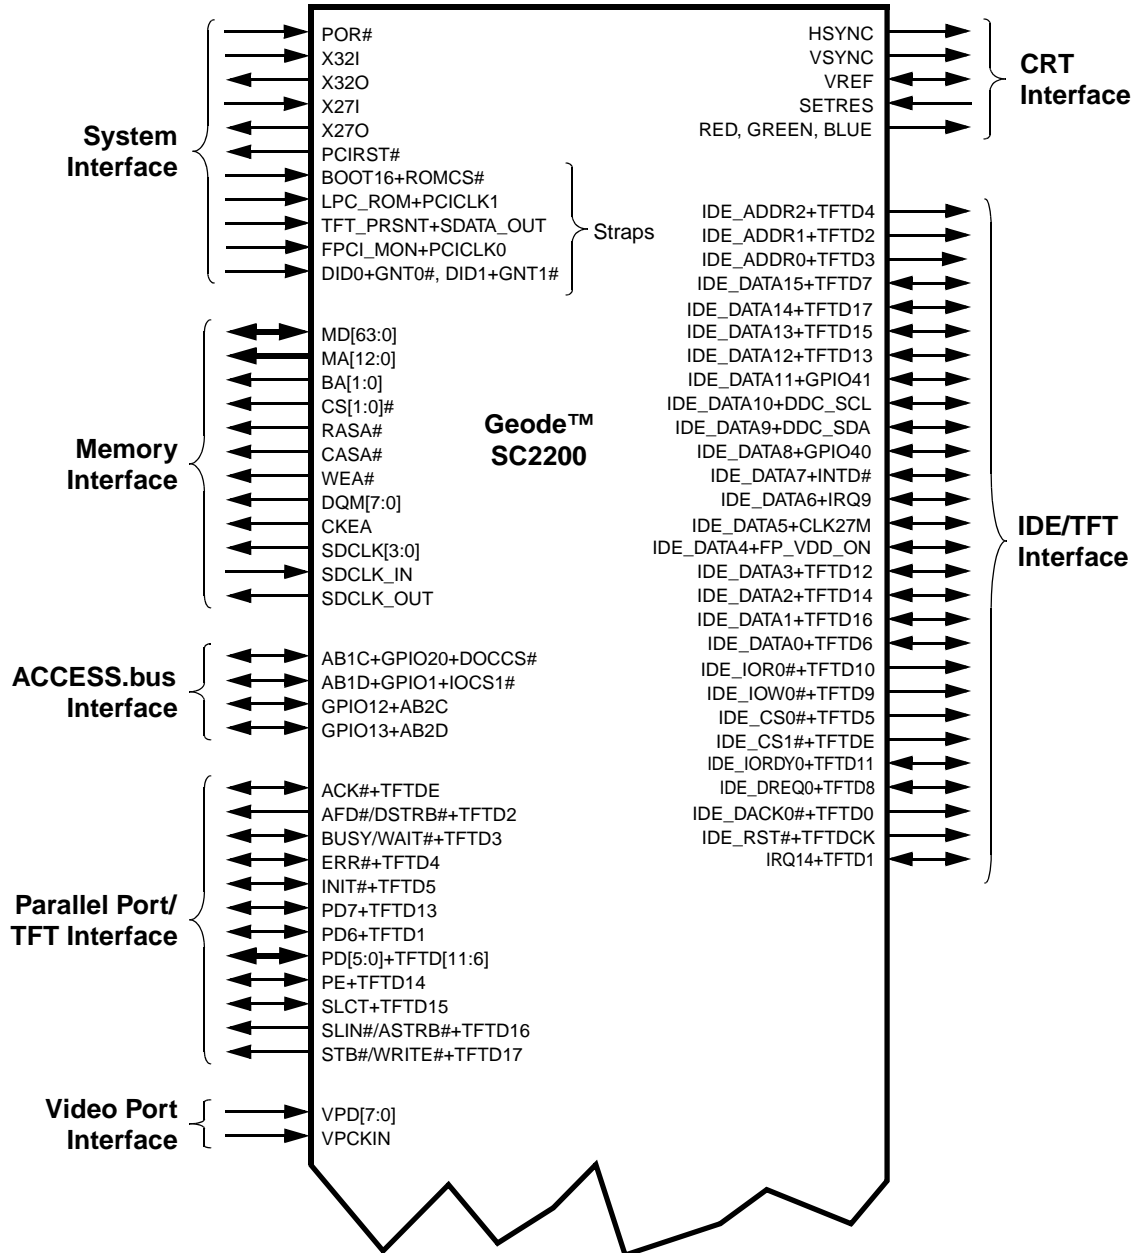 System
Interface
POR#
X32I
X32O
X27I
X27O
PCIRST#
BOOT16+ROMCS#
LPC_ROM+PCICLK1
TFT_PRSNT+SDATA_OUT
FPCI_MON+PCICLK0
DID0+GNT0#, DID1+GNT1#
Straps
Memory
Interface
MD[63:0]
MA[12:0]
BA[1:0]
CS[1:0]#
RASA#
CASA#
WEA#
DQM[7:0]
CKEA
SDCLK[3:0]
SDCLK_IN
SDCLK_OUT
ACCESS.bus
Interface
AB1C+GPIO20+DOCCS#
AB1D+GPIO1+IOCS1#
GPIO12+AB2C
GPIO13+AB2D
Parallel Port/
TFT Interface
ACK#+TFTDE
AFD#/DSTRB#+TFTD2
BUSY/WAIT#+TFTD3
ERR#+TFTD4
INIT#+TFTD5
PD7+TFTD13
PD6+TFTD1
PD[5:0]+TFTD[11:6]
PE+TFTD14
SLCT+TFTD15
SLIN#/ASTRB#+TFTD16
STB#/WRITE#+TFTD17
Video Port
Interface
VPD[7:0]
VPCKIN
Geode™
SC2200
HSYNC
VSYNC
VREF
SETRES
RED, GREEN, BLUE
CRT
Interface
IDE_ADDR2+TFTD4
IDE_ADDR1+TFTD2
IDE_ADDR0+TFTD3
IDE_DATA15+TFTD7
IDE_DATA14+TFTD17
IDE_DATA13+TFTD15
IDE_DATA12+TFTD13
IDE_DATA11+GPIO41
IDE_DATA10+DDC_SCL
IDE_DATA9+DDC_SDA
IDE_DATA8+GPIO40
IDE_DATA7+INTD#
IDE_DATA6+IRQ9
IDE_DATA5+CLK27M
IDE_DATA4+FP_VDD_ON
IDE_DATA3+TFTD12
IDE_DATA2+TFTD14
IDE_DATA1+TFTD16
IDE_DATA0+TFTD6
IDE_IOR0#+TFTD10
IDE_IOW0#+TFTD9
IDE_CS0#+TFTD5
IDE_CS1#+TFTDE
IDE_IORDY0+TFTD11
IDE_DREQ0+TFTD8
IDE_DACK0#+TFTD0
IDE_RST#+TFTDCK
IRQ14+TFTD1
IDE/TFT
Interface